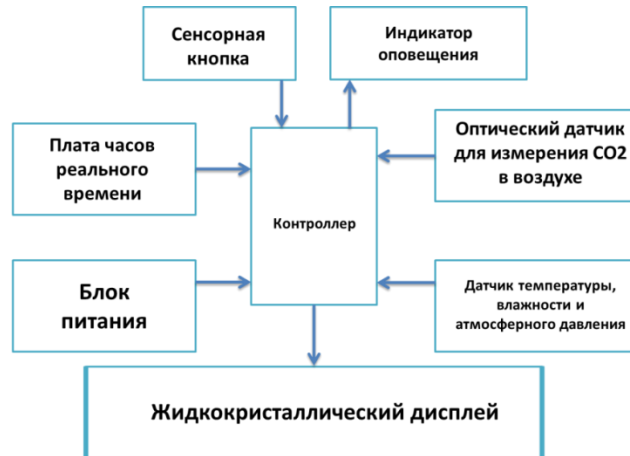 Сенсорная
кнопка
Индикатор
оповещения
Плата часов
реального
времени
Контроллер
Оптический датчик
для измерения СО2
в воздухе
Блок
питания
Датчик температуры,
влажности и
атмосферного давления
Жидкокристаллический дисплей